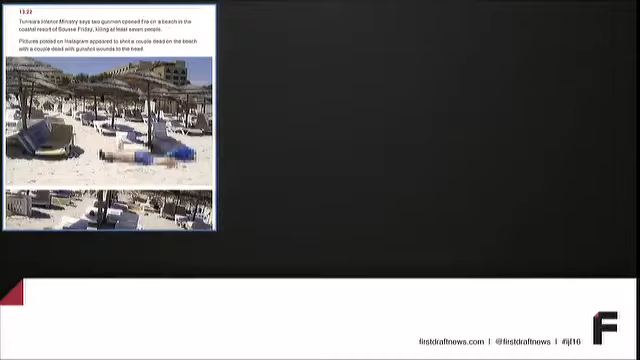 13.22
Tunisia's Interior Ministry says two gunmen opened fire on a beach in the
coastal resort of Sousse Friday, killing at least seven people.
Pictures posted on Instagram appeared to shot a couple dead on the beach
with a couple dead with gunshot wounds to the head
firstdraftnews.com | @firstdraftnews | #ijf16
F